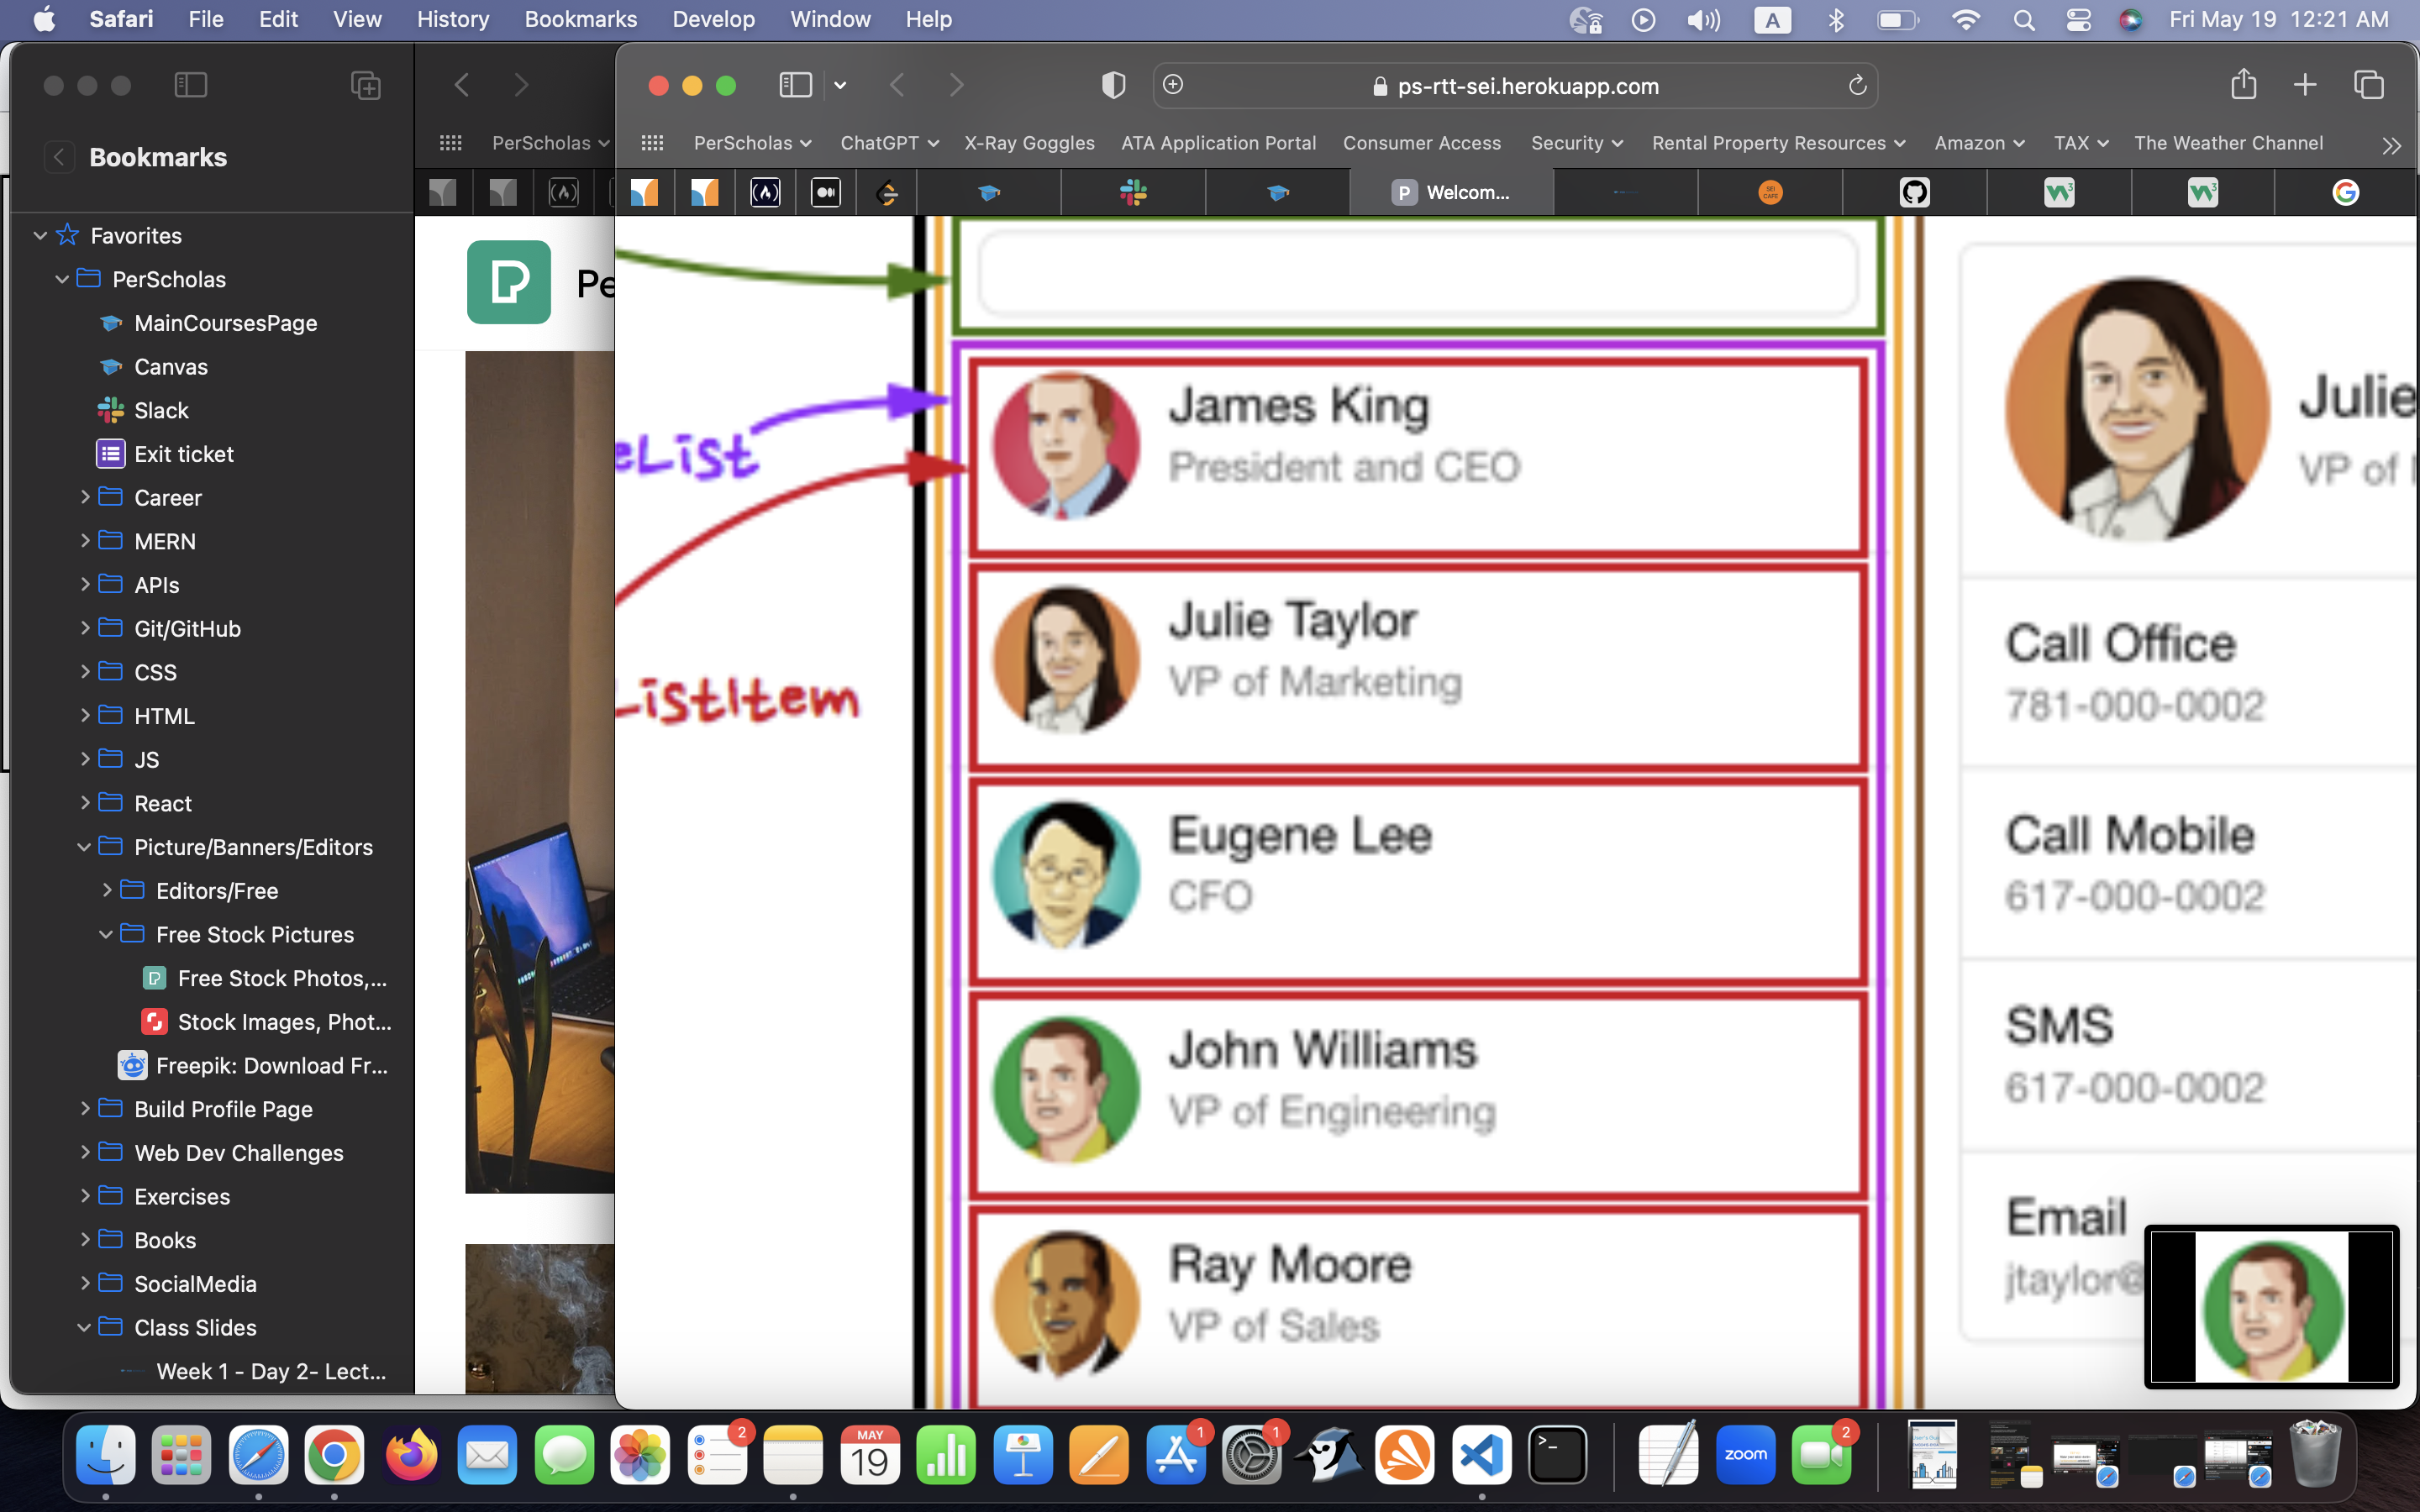 Safari File Edit View History Bookmarks Develop Window Help A Fri May 19 12:21 AM
Bookmarks
Favorites
PerScholas
MainCoursesPage
Canvas
Slack
Exit ticket
Career
MERN
APIs
Git/GitHub
CSS
HTML
JS
React
Picture/Banners/Editors
Editors/Free
Free Stock Pictures
Free Stock Photos,...
Stock Images, Phot...
Freepik: Download Fr...
Build Profile Page
Web Dev Challenges
Exercises
Books
SocialMedia
Class Slides
Week 1 - Day 2- Lect...
PerScholas
Pe
ps-rtt-sei.herokuapp.com
PerScholas ChatGPT X-Ray Goggles ATA Application Portal Consumer Access Security Rental Property Resources Amazon TAX The Weather Channel
P Welcom...
eList
ListItem
James King
President and CEO
Julie Taylor
VP of Marketing
Eugene Lee
CFO
John Williams
VP of Engineering
Ray Moore
VP of Sales
Julie
VP of
Call Office
781-000-0002
Call Mobile
617-000-0002
SMS
617-000-0002
Email
jtaylor@
2
MAY
19
1
1
zoom
2